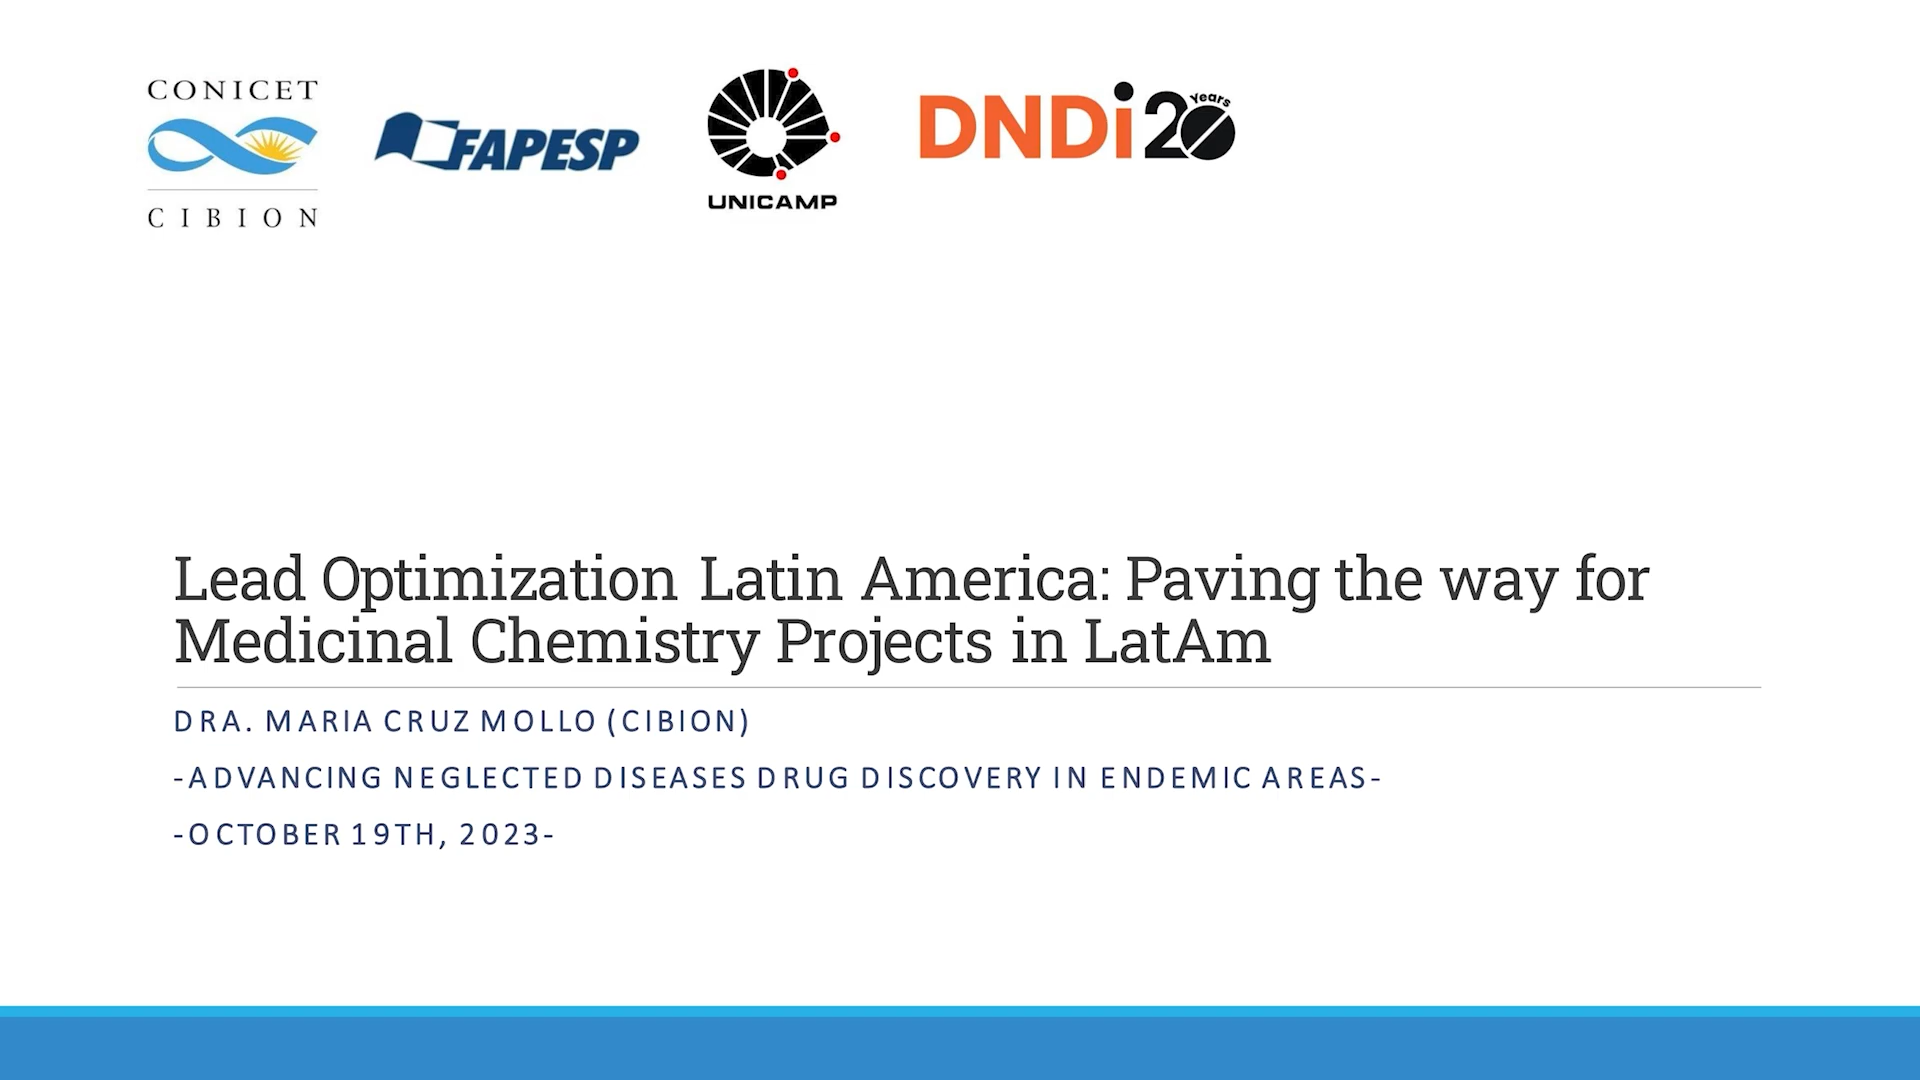 CONICET
CIBION
FAPESP
UNICAMP
DNDi 20 Years
Lead Optimization Latin America: Paving the way for
Medicinal Chemistry Projects in LatAm
DRA. MARIA CRUZ MOLLO (CIBION)
-ADVANCING NEGLECTED DISEASES DRUG DISCOVERY IN ENDEMIC AREAS-
-OCTOBER 19TH, 2023-